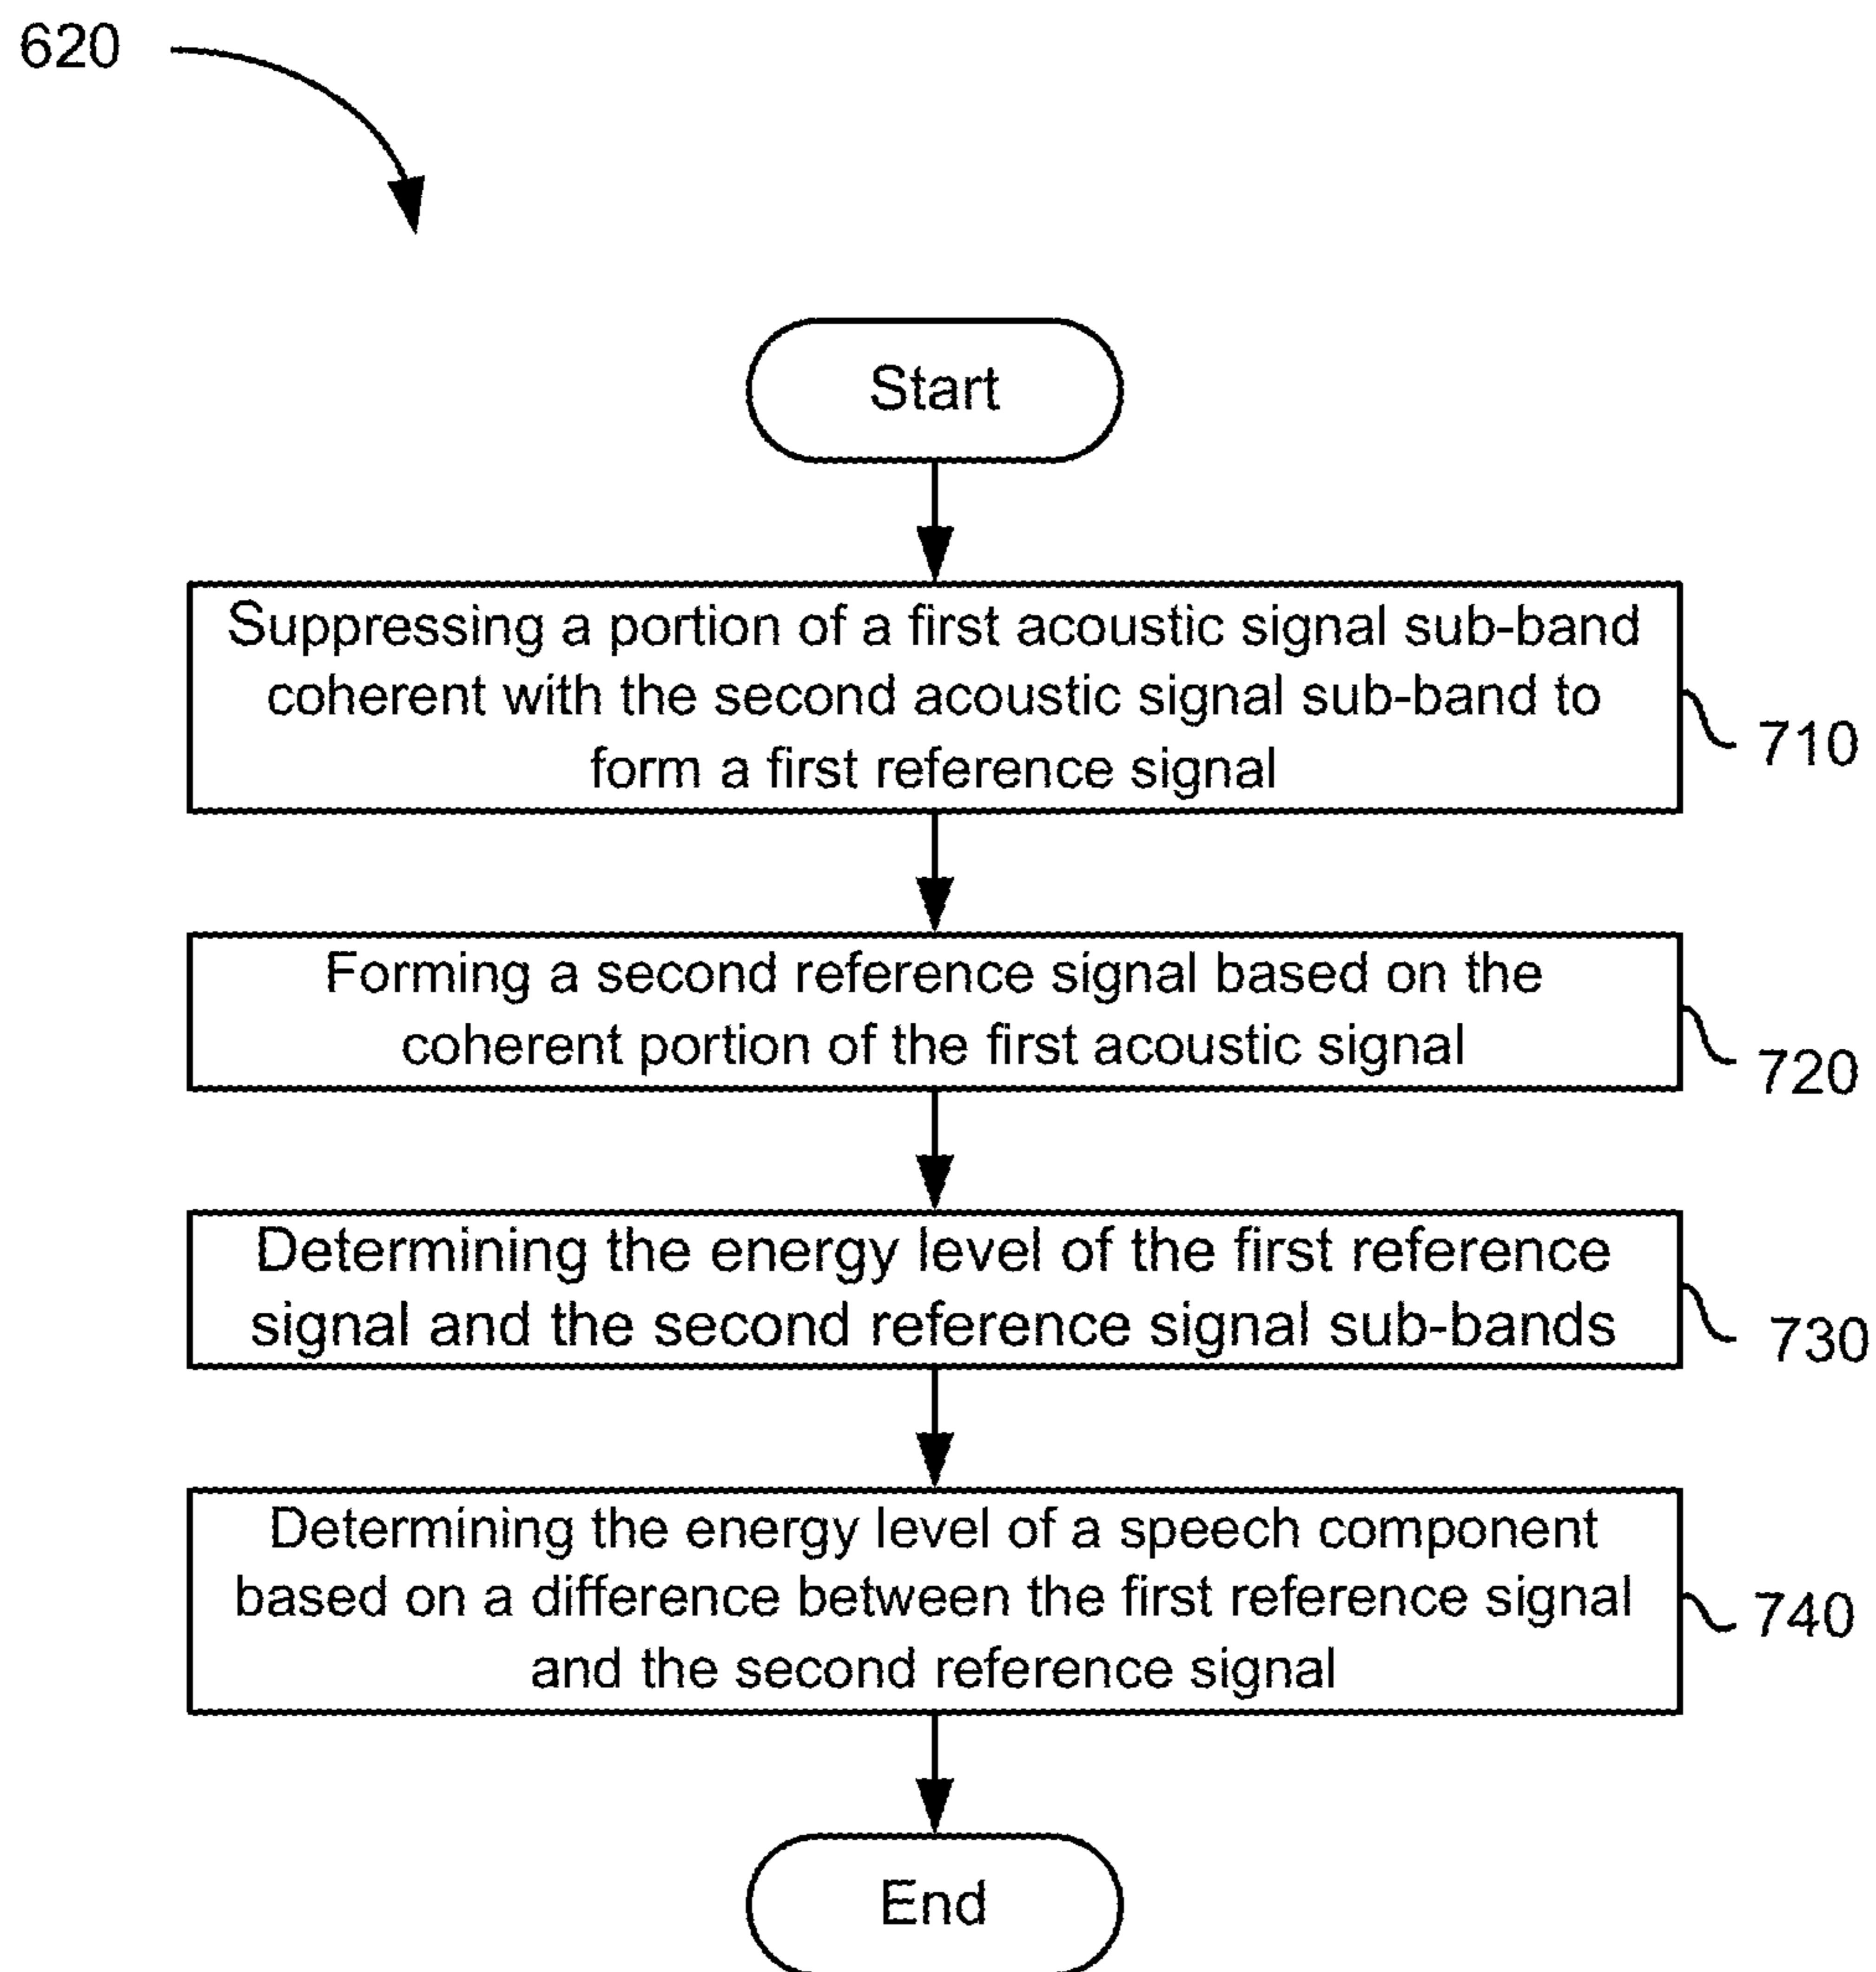 620
Start
Suppressing a portion of a first acoustic signal sub-band
coherent with the second acoustic signal sub-band to
form a first reference signal
710
Forming a second reference signal based on the
coherent portion of the first acoustic signal
720
Determining the energy level of the first reference
signal and the second reference signal sub-bands
730
Determining the energy level of a speech component
based on a difference between the first reference signal
and the second reference signal
740
End